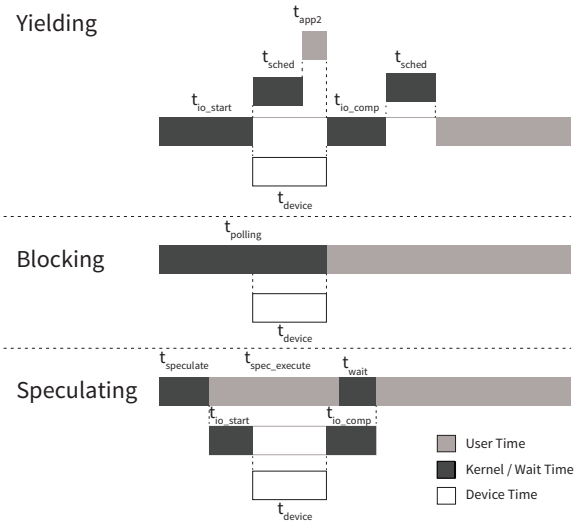 Yielding
t_app2
t_sched
t_sched
t_io_start
t_io_comp
t_device
Blocking
t_polling
t_device
Speculating
t_speculate
t_spec_execute
t_wait
t_io_start
t_io_comp
t_device
User Time
Kernel / Wait Time
Device Time